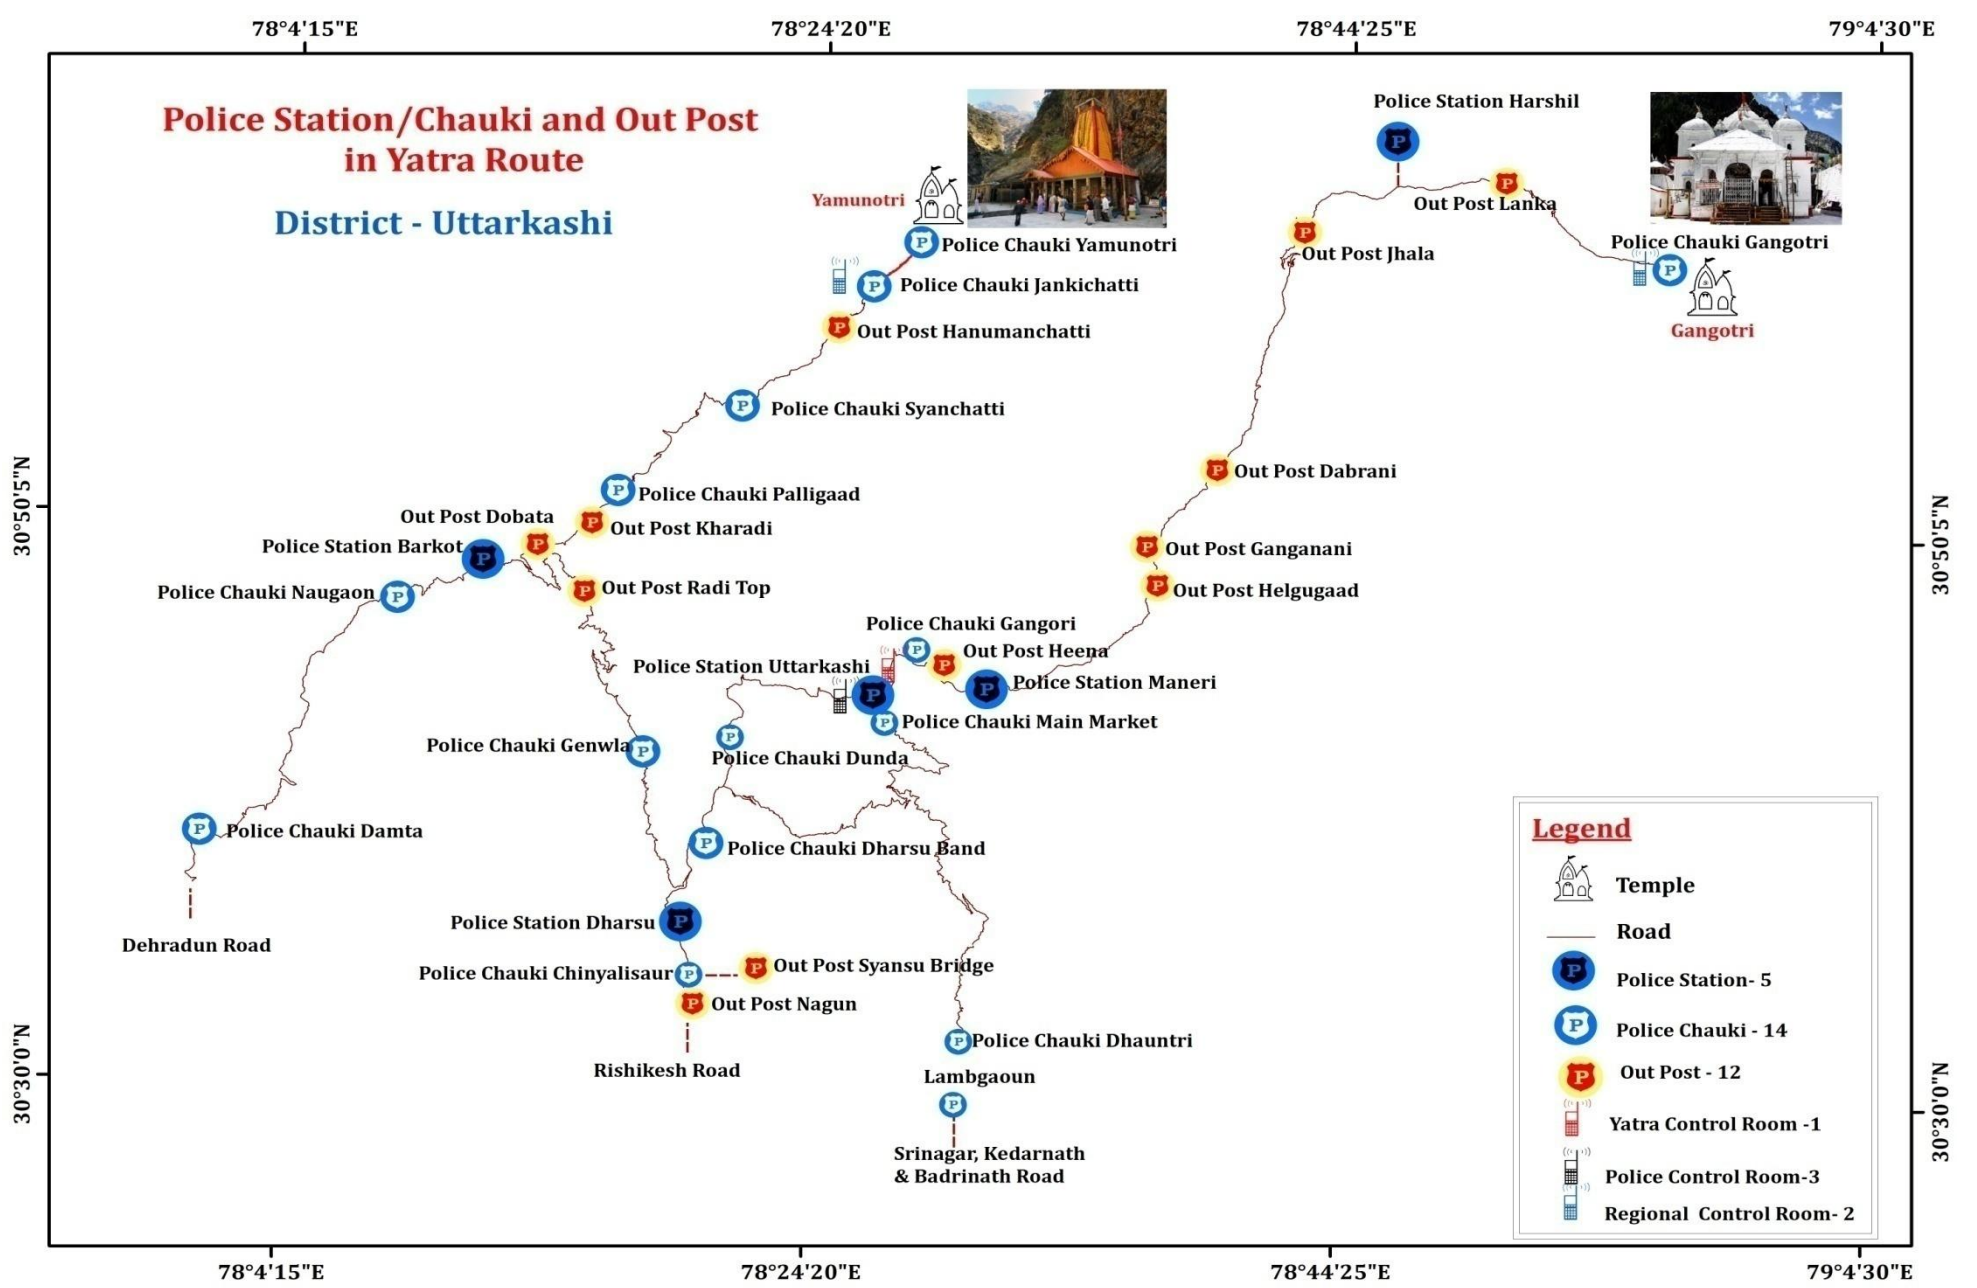 78°4'15"E
78°24'20"E
78°44'25"E
79°4'30"E
Police Station/Chauki and Out Post
in Yatra Route
District - Uttarkashi
Police Station Harshil
Yamunotri
Out Post Lanka
Police Chauki Yamunotri
Police Chauki Gangotri
Out Post Jhala
Police Chauki Jankichatti
Gangotri
Out Post Hanumanchatti
Police Chauki Syanchatti
Out Post Dabrani
Police Chauki Palligaad
30°50'5"N
30°50'5"N
Out Post Dobata
Out Post Kharadi
Police Station Barkot
Out Post Ganganani
Police Chauki Naugaon
Out Post Radi Top
Out Post Helgugaad
Police Chauki Gangori
Out Post Heena
Police Station Uttarkashi
Police Station Maneri
Police Chauki Main Market
Police Chauki Genwla
Police Chauki Dunda
Police Chauki Damta
Police Chauki Dharsu Band
Police Station Dharsu
Dehradun Road
Police Chauki Chinyalisaur
Out Post Syansu Bridge
Out Post Nagun
Police Chauki Dhauntri
Rishikesh Road
Lambgaoun
30°30'0"N
30°30'0"N
Srinagar, Kedarnath
& Badrinath Road
Legend
Temple
Road
Police Station- 5
Police Chauki - 14
Out Post - 12
Yatra Control Room -1
Police Control Room-3
Regional Control Room- 2
78°4'15"E
78°24'20"E
78°44'25"E
79°4'30"E